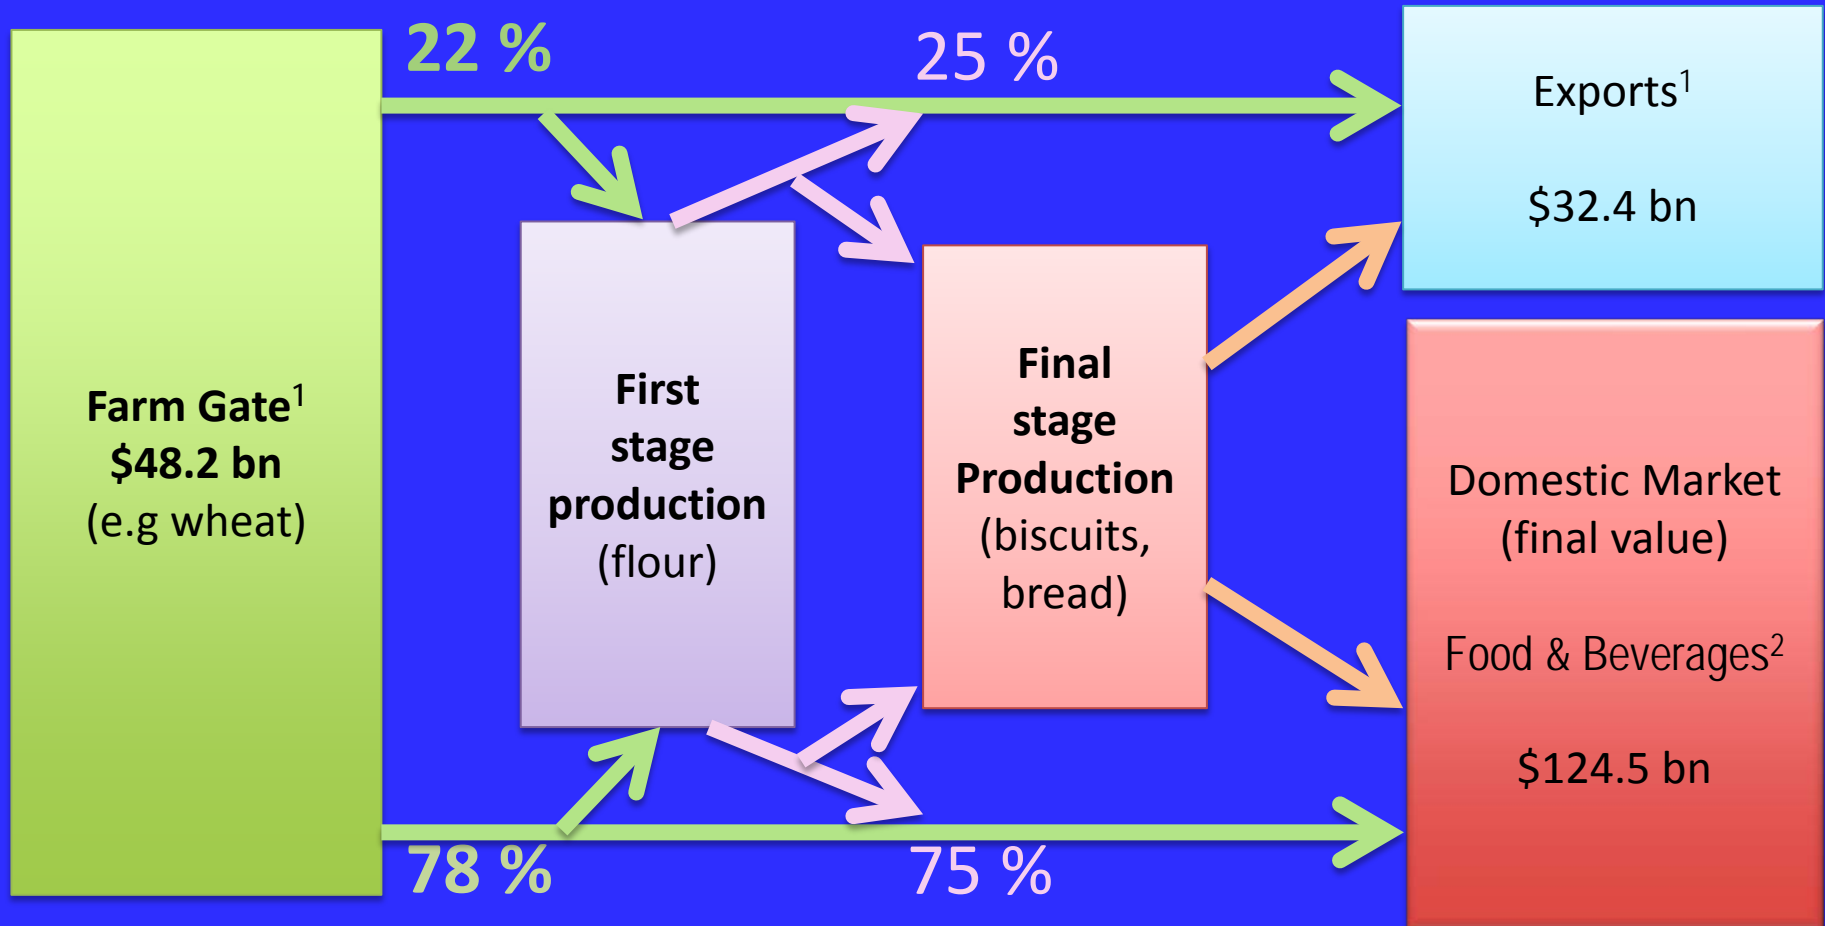 22 %
25 %
Exports¹
$32.4 bn
Farm Gate¹
$48.2 bn
(e.g wheat)
First
stage
production
(flour)
Final
stage
Production
(biscuits,
bread)
Domestic Market
(final value)
Food & Beverages²
$124.5 bn
78 %
75 %